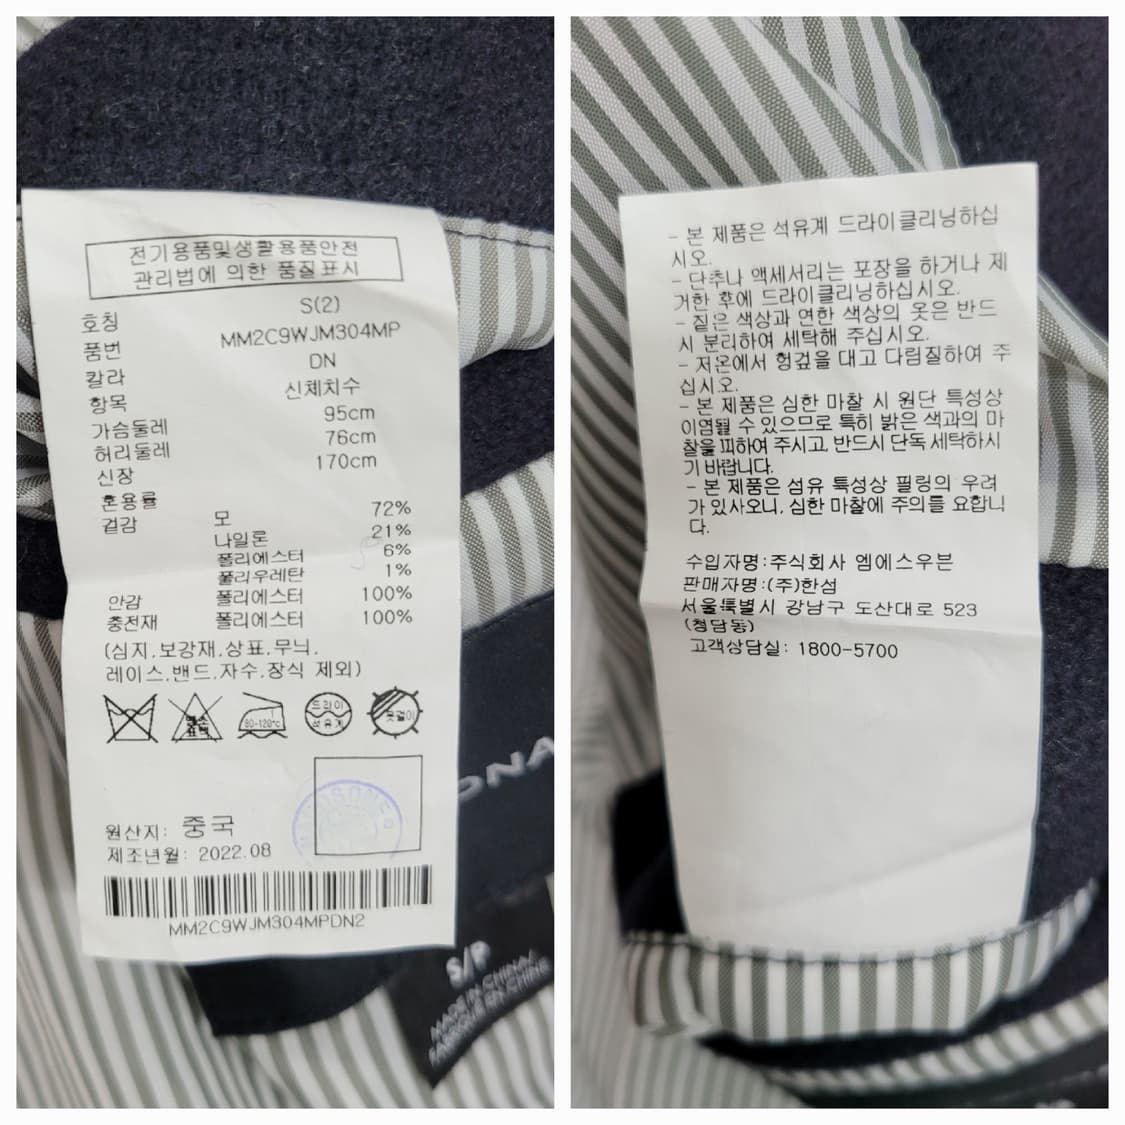 전기용품및생활용품안전
관리법에 의한 품질표시
호칭 S(2)
품번 MM2C9WJM304MP
칼라 DN
항목 신체치수
가슴둘레 95cm
허리둘레 76cm
신장 170cm
혼용률
겉감 모 72%
나일론 21%
폴리에스터 6%
폴리우레탄 1%
안감 폴리에스터 100%
충전재 폴리에스터 100%
(심지,보강재,상표,무늬,
레이스,밴드,자수,장식 제외)
80-120°c
드라이
석유계
옷걸이
원산지: 중국
제조년월: 2022.08
MM2C9WJM304MPDN2
S/P
MADE IN CHINA/
FABRIQUE EN CHINE
- 본 제품은 석유계 드라이클리닝하십
시오.
- 단추나 액세서리는 포장을 하거나 제
거한 후에 드라이클리닝하십시오.
- 짙은 색상과 연한 색상의 옷은 반드
시 분리하여 세탁해 주십시오.
- 저온에서 헝겊을 대고 다림질하여 주
십시오.
- 본 제품은 심한 마찰 시 원단 특성상
이염될 수 있으므로 특히 밝은 색과의 마
찰을 피하여 주시고, 반드시 단독 세탁하시
기 바랍니다.
- 본 제품은 섬유 특성상 필링의 우려
가 있사오니, 심한 마찰에 주의를 요합니
다.
수입자명:주식회사 엠에스우븐
판매자명:(주)한섬
서울특별시 강남구 도산대로 523
(청담동)
고객상담실: 1800-5700